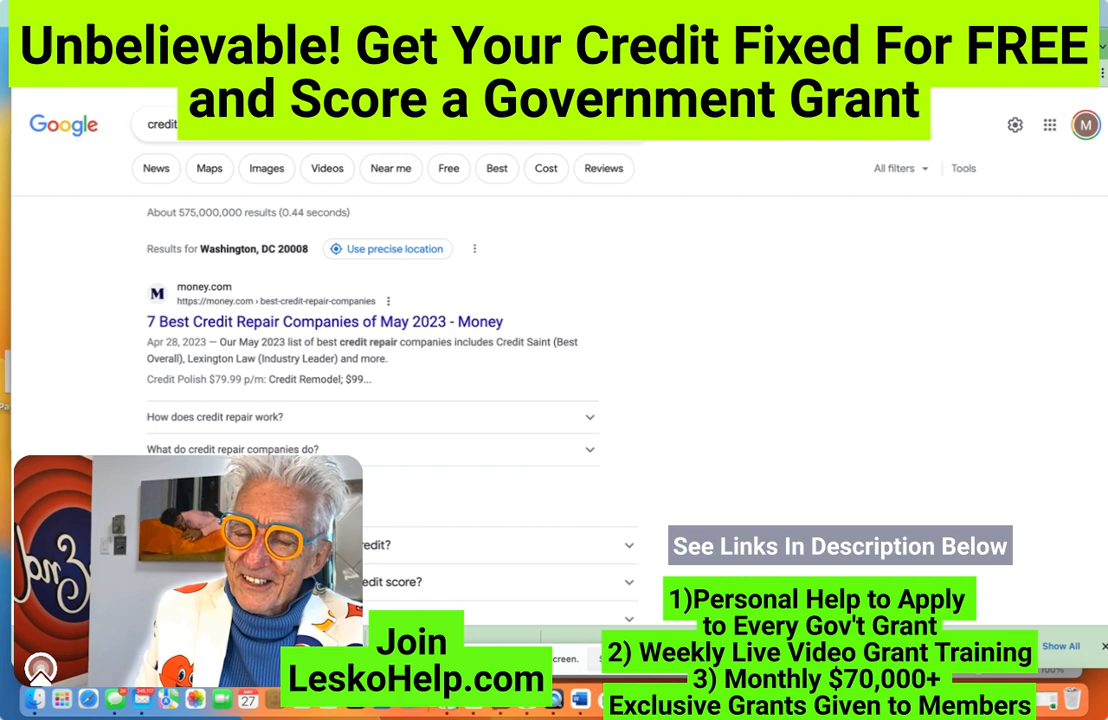 Unbelievable! Get Your Credit Fixed For FREE
and Score a Government Grant
Google
credit
M
News
Maps
Images
Videos
Near me
Free
Best
Cost
Reviews
All filters
Tools
About 575,000,000 results (0.44 seconds)
Results for Washington, DC 20008
Use precise location
M
money.com
https://money.com › best-credit-repair-companies
7 Best Credit Repair Companies of May 2023 - Money
Apr 28, 2023 — Our May 2023 list of best credit repair companies includes Credit Saint (Best
Overall), Lexington Law (Industry Leader) and more.
Credit Polish $79.99 p/m: Credit Remodel; $99...
How does credit repair work?
What do credit repair companies do?
edit?
edit score?
See Links In Description Below
1)Personal Help to Apply
to Every Gov't Grant
2) Weekly Live Video Grant Training
3) Monthly $70,000+
Exclusive Grants Given to Members
Join
LeskoHelp.com
creen.
Show All
100%
End
27